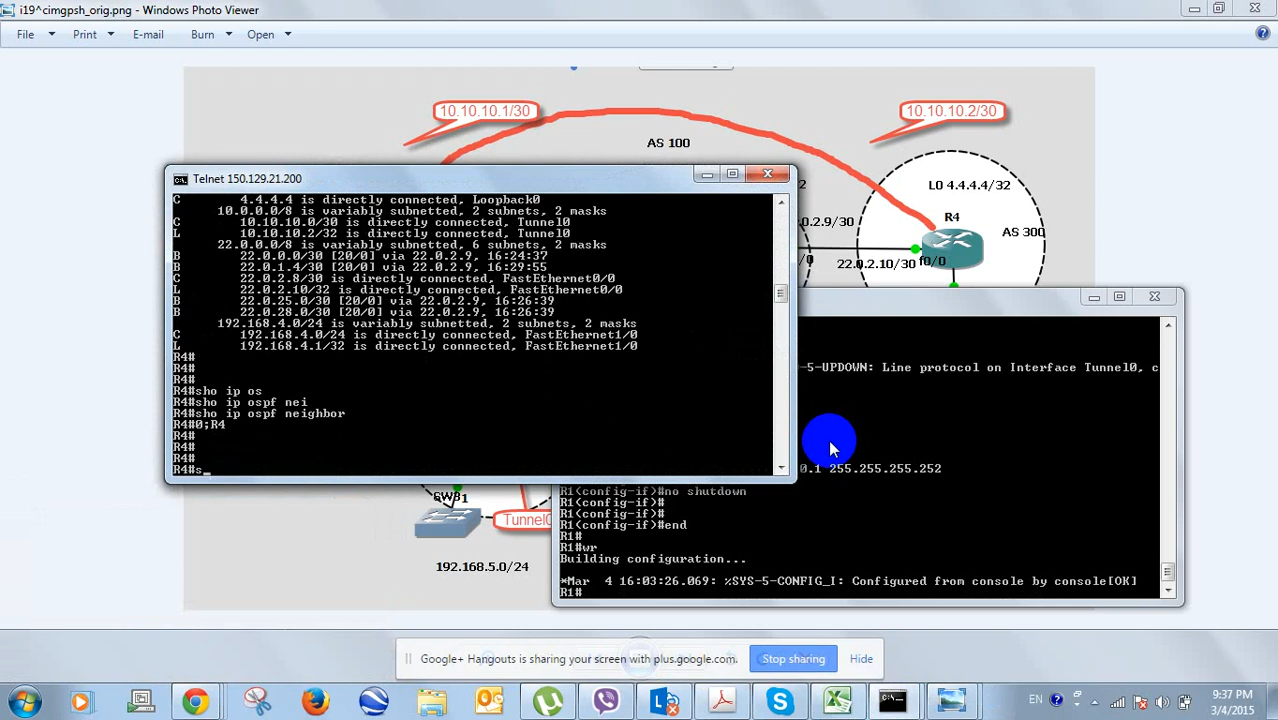 i19^cimgpsh_orig.png - Windows Photo Viewer
File Print E-mail Burn Open
10.10.10.1/30
10.10.10.2/30
AS 100
Telnet 150.129.21.200
C 4.4.4.4 is directly connected, Loopback0
10.0.0.0/8 is variably subnetted, 2 subnets, 2 masks
C 10.10.10.0/30 is directly connected, Tunnel0
L 10.10.10.2/32 is directly connected, Tunnel0
22.0.0.0/8 is variably subnetted, 6 subnets, 2 masks
B 22.0.0.0/30 [20/0] via 22.0.2.9, 16:24:37
B 22.0.1.4/30 [20/0] via 22.0.2.9, 16:29:55
C 22.0.2.8/30 is directly connected, FastEthernet0/0
L 22.0.2.10/32 is directly connected, FastEthernet0/0
B 22.0.25.0/30 [20/0] via 22.0.2.9, 16:26:39
B 22.0.28.0/30 [20/0] via 22.0.2.9, 16:26:39
192.168.4.0/24 is variably subnetted, 2 subnets, 2 masks
C 192.168.4.0/24 is directly connected, FastEthernet1/0
L 192.168.4.1/32 is directly connected, FastEthernet1/0
R4#
R4#
R4#
R4#sho ip os
R4#sho ip ospf nei
R4#sho ip ospf neighbor
R4#0;R4
R4#
R4#
R4#
R4#s_
2
.0.2.9/30
/0
22.0.2.10/30
f0/0
LO 4.4.4.4/32
R4
AS 300
-5-UPDOWN: Line protocol on Interface Tunnel0, c
0.1 255.255.255.252
R1(config-if)#no shutdown
R1(config-if)#
R1(config-if)#
R1(config-if)#end
R1#
R1#wr
Building configuration...
*Mar 4 16:03:26.069: %SYS-5-CONFIG_I: Configured from console by console[OK]
R1#
SW3
1
Tunnel0
192.168.5.0/24
Google+ Hangouts is sharing your screen with plus.google.com.
Stop sharing
Hide
EN
9:37 PM
3/4/2015